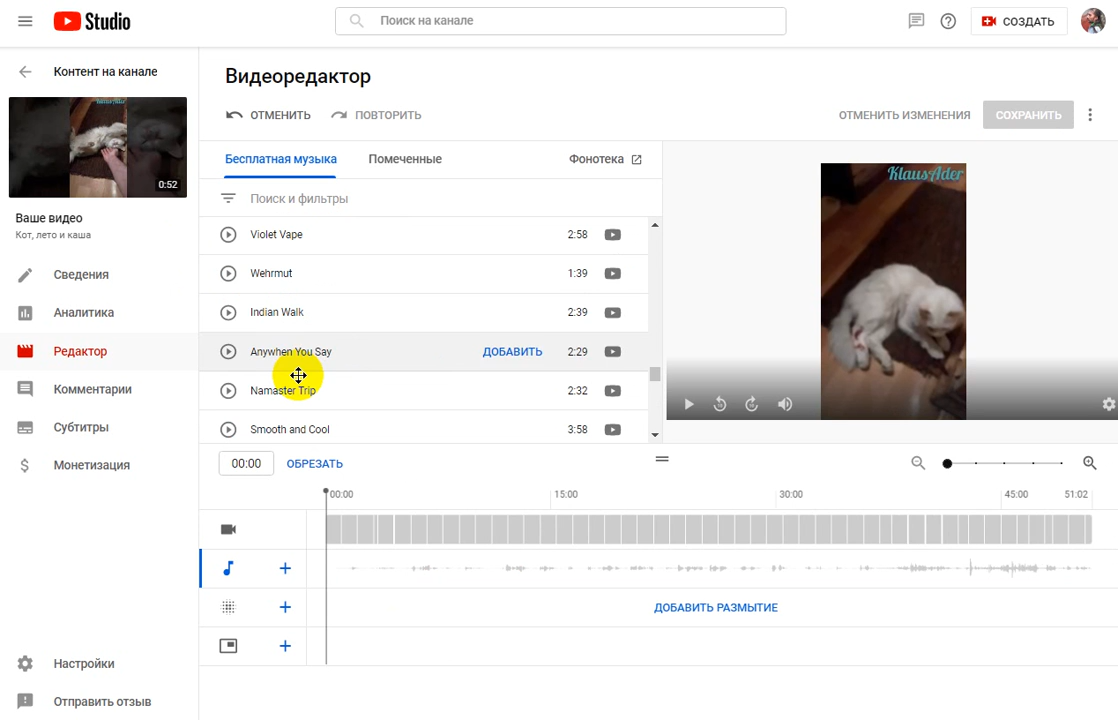 Studio
Поиск на канале
СОЗДАТЬ
Контент на канале
KlausAder
0:52
Ваше видео
Кот, лето и каша
Сведения
Аналитика
Редактор
Комментарии
Субтитры
Монетизация
Настройки
Отправить отзыв
Видеоредактор
ОТМЕНИТЬ
ПОВТОРИТЬ
ОТМЕНИТЬ ИЗМЕНЕНИЯ
СОХРАНИТЬ
Бесплатная музыка
Помеченные
Фонотека
Поиск и фильтры
Violet Vape 2:58
Wehrmut 1:39
Indian Walk 2:39
Anywhen You Say ДОБАВИТЬ 2:29
Namaster Trip 2:32
Smooth and Cool 3:58
KlausAder
00:00 ОБРЕЗАТЬ
00:00 15:00 30:00 45:00 51:02
ДОБАВИТЬ РАЗМЫТИЕ